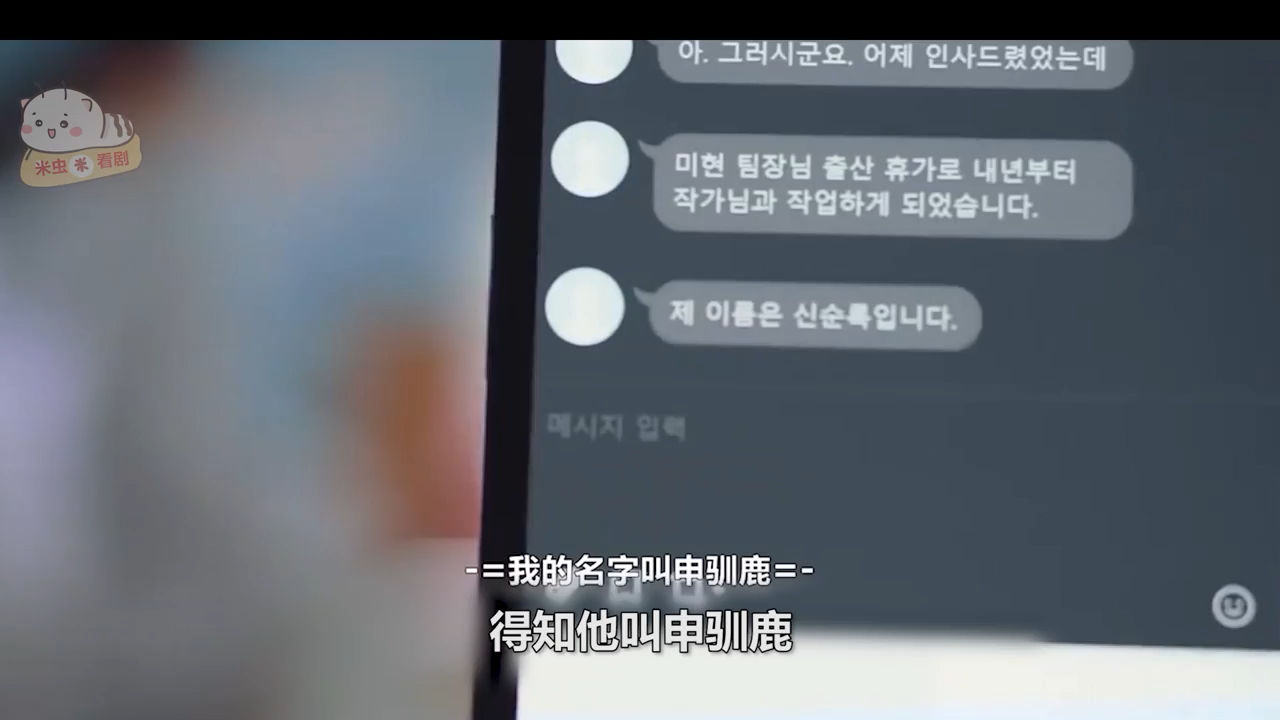 아. 그러시군요. 어제 인사드렸었는데
米虫米看剧
미현 팀장님 출산 휴가로 내년부터
작가님과 작업하게 되었습니다.
제 이름은 신순록입니다.
메시지 입력
-=我的名字叫申驯鹿=-
得知他叫申驯鹿